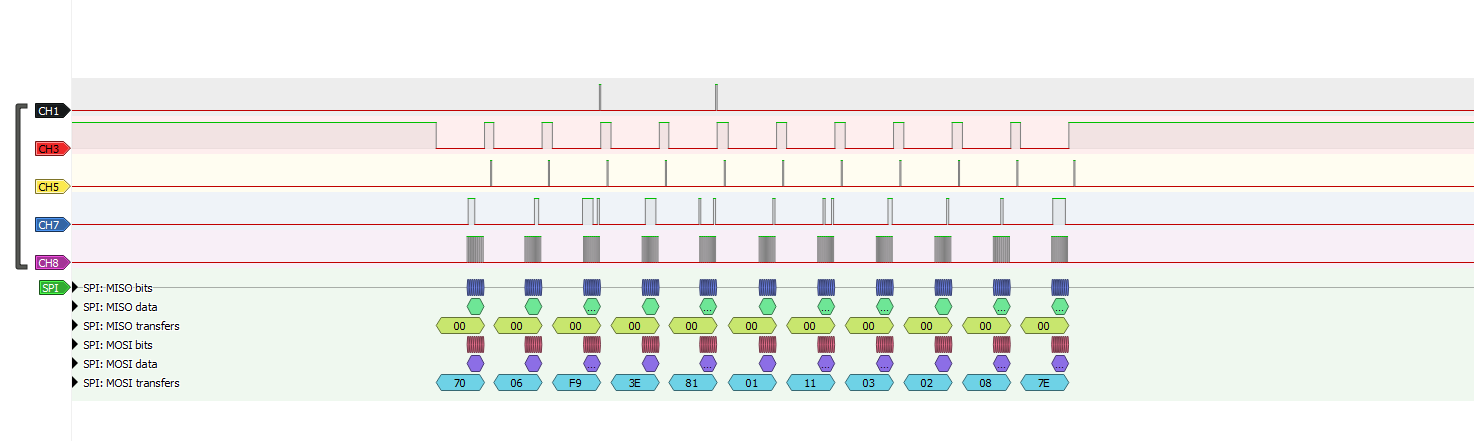 CH1
CH3
CH5
CH7
CH8
SPI SPI: MISO bits
SPI: MISO data ... ... ... ... ... ... ...
SPI: MISO transfers 00 00 00 00 00 00 00 00 00 00 00
SPI: MOSI bits
SPI: MOSI data ... ... ... ... ... ... ...
SPI: MOSI transfers 70 06 F9 3E 81 01 11 03 02 08 7E